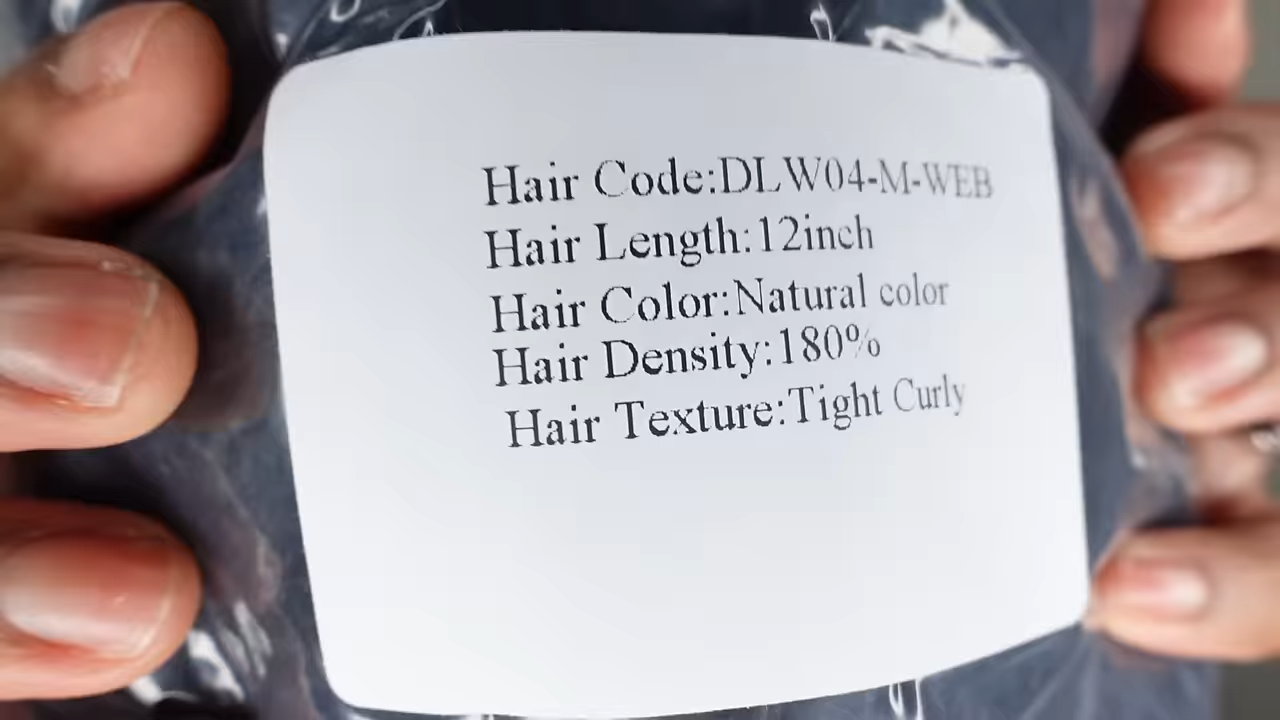 Hair Code:DLW04-M-WEB
Hair Length:12inch
Hair Color:Natural color
Hair Density:180%
Hair Texture:Tight Curly